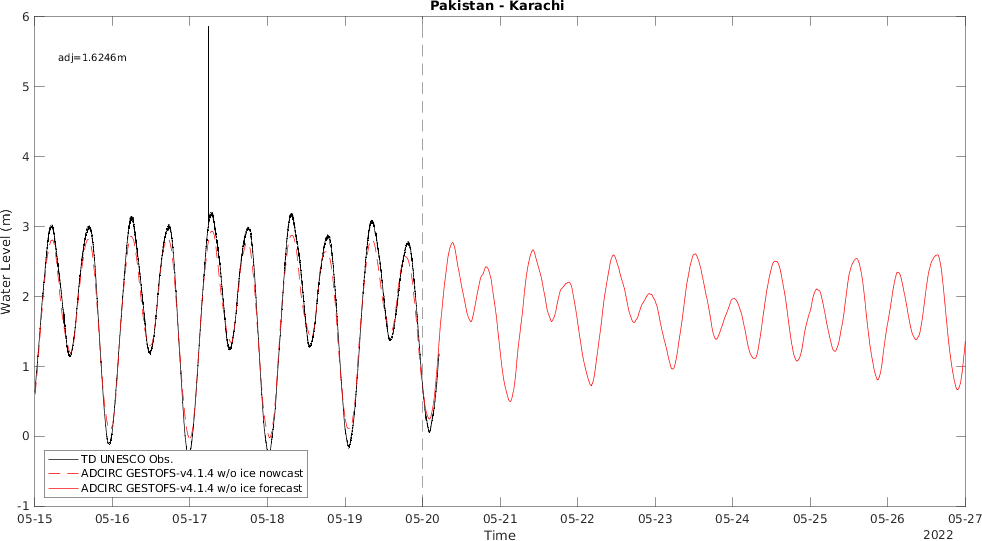 Pakistan - Karachi
6
adj=1.6246m
5
4
3
2
1
0
-1
Water Level (m)
TD UNESCO Obs.
ADCIRC GESTOFS-v4.1.4 w/o ice nowcast
ADCIRC GESTOFS-v4.1.4 w/o ice forecast
05-15 05-16 05-17 05-18 05-19 05-20 05-21 05-22 05-23 05-24 05-25 05-26 05-27
Time
2022